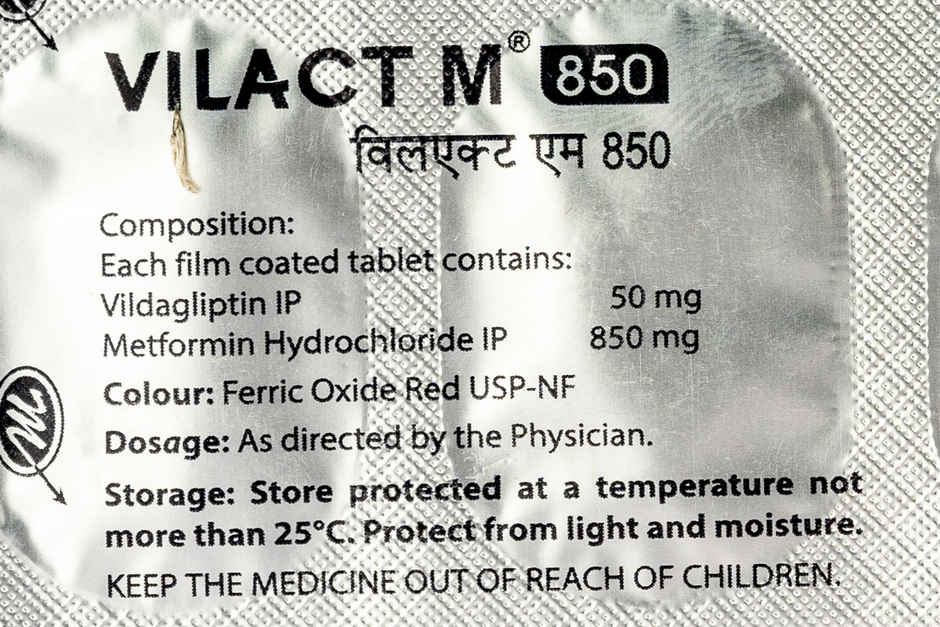 VILACT M® 850
विलएक्ट एम 850
Composition:
Each film coated tablet contains:
Vildagliptin IP 50 mg
Metformin Hydrochloride IP 850 mg
Colour: Ferric Oxide Red USP-NF
Dosage: As directed by the Physician.
Storage: Store protected at a temperature not
more than 25°C. Protect from light and moisture.
KEEP THE MEDICINE OUT OF REACH OF CHILDREN.